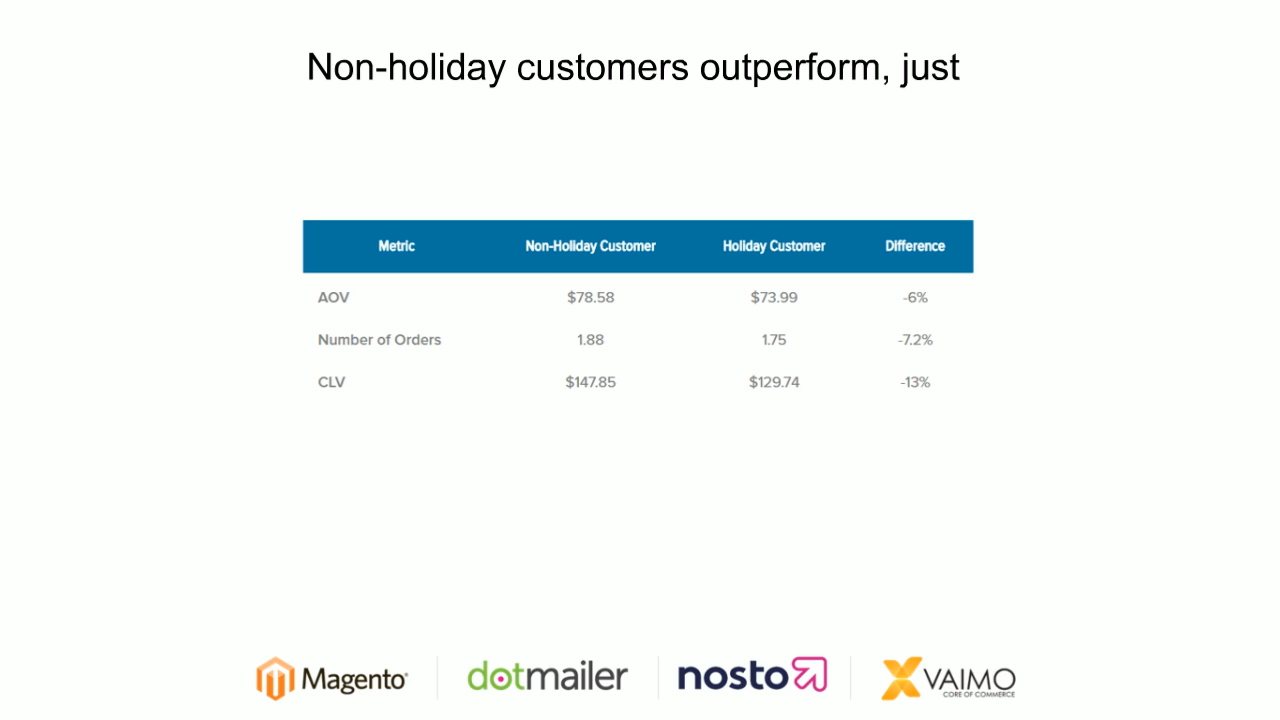 Non-holiday customers outperform, just
Metric Non-Holiday Customer Holiday Customer Difference
AOV $78.58 $73.99 -6%
Number of Orders 1.88 1.75 -7.2%
CLV $147.85 $129.74 -13%
Magento dotmailer nosto VAIMO
CORE OF COMMERCE